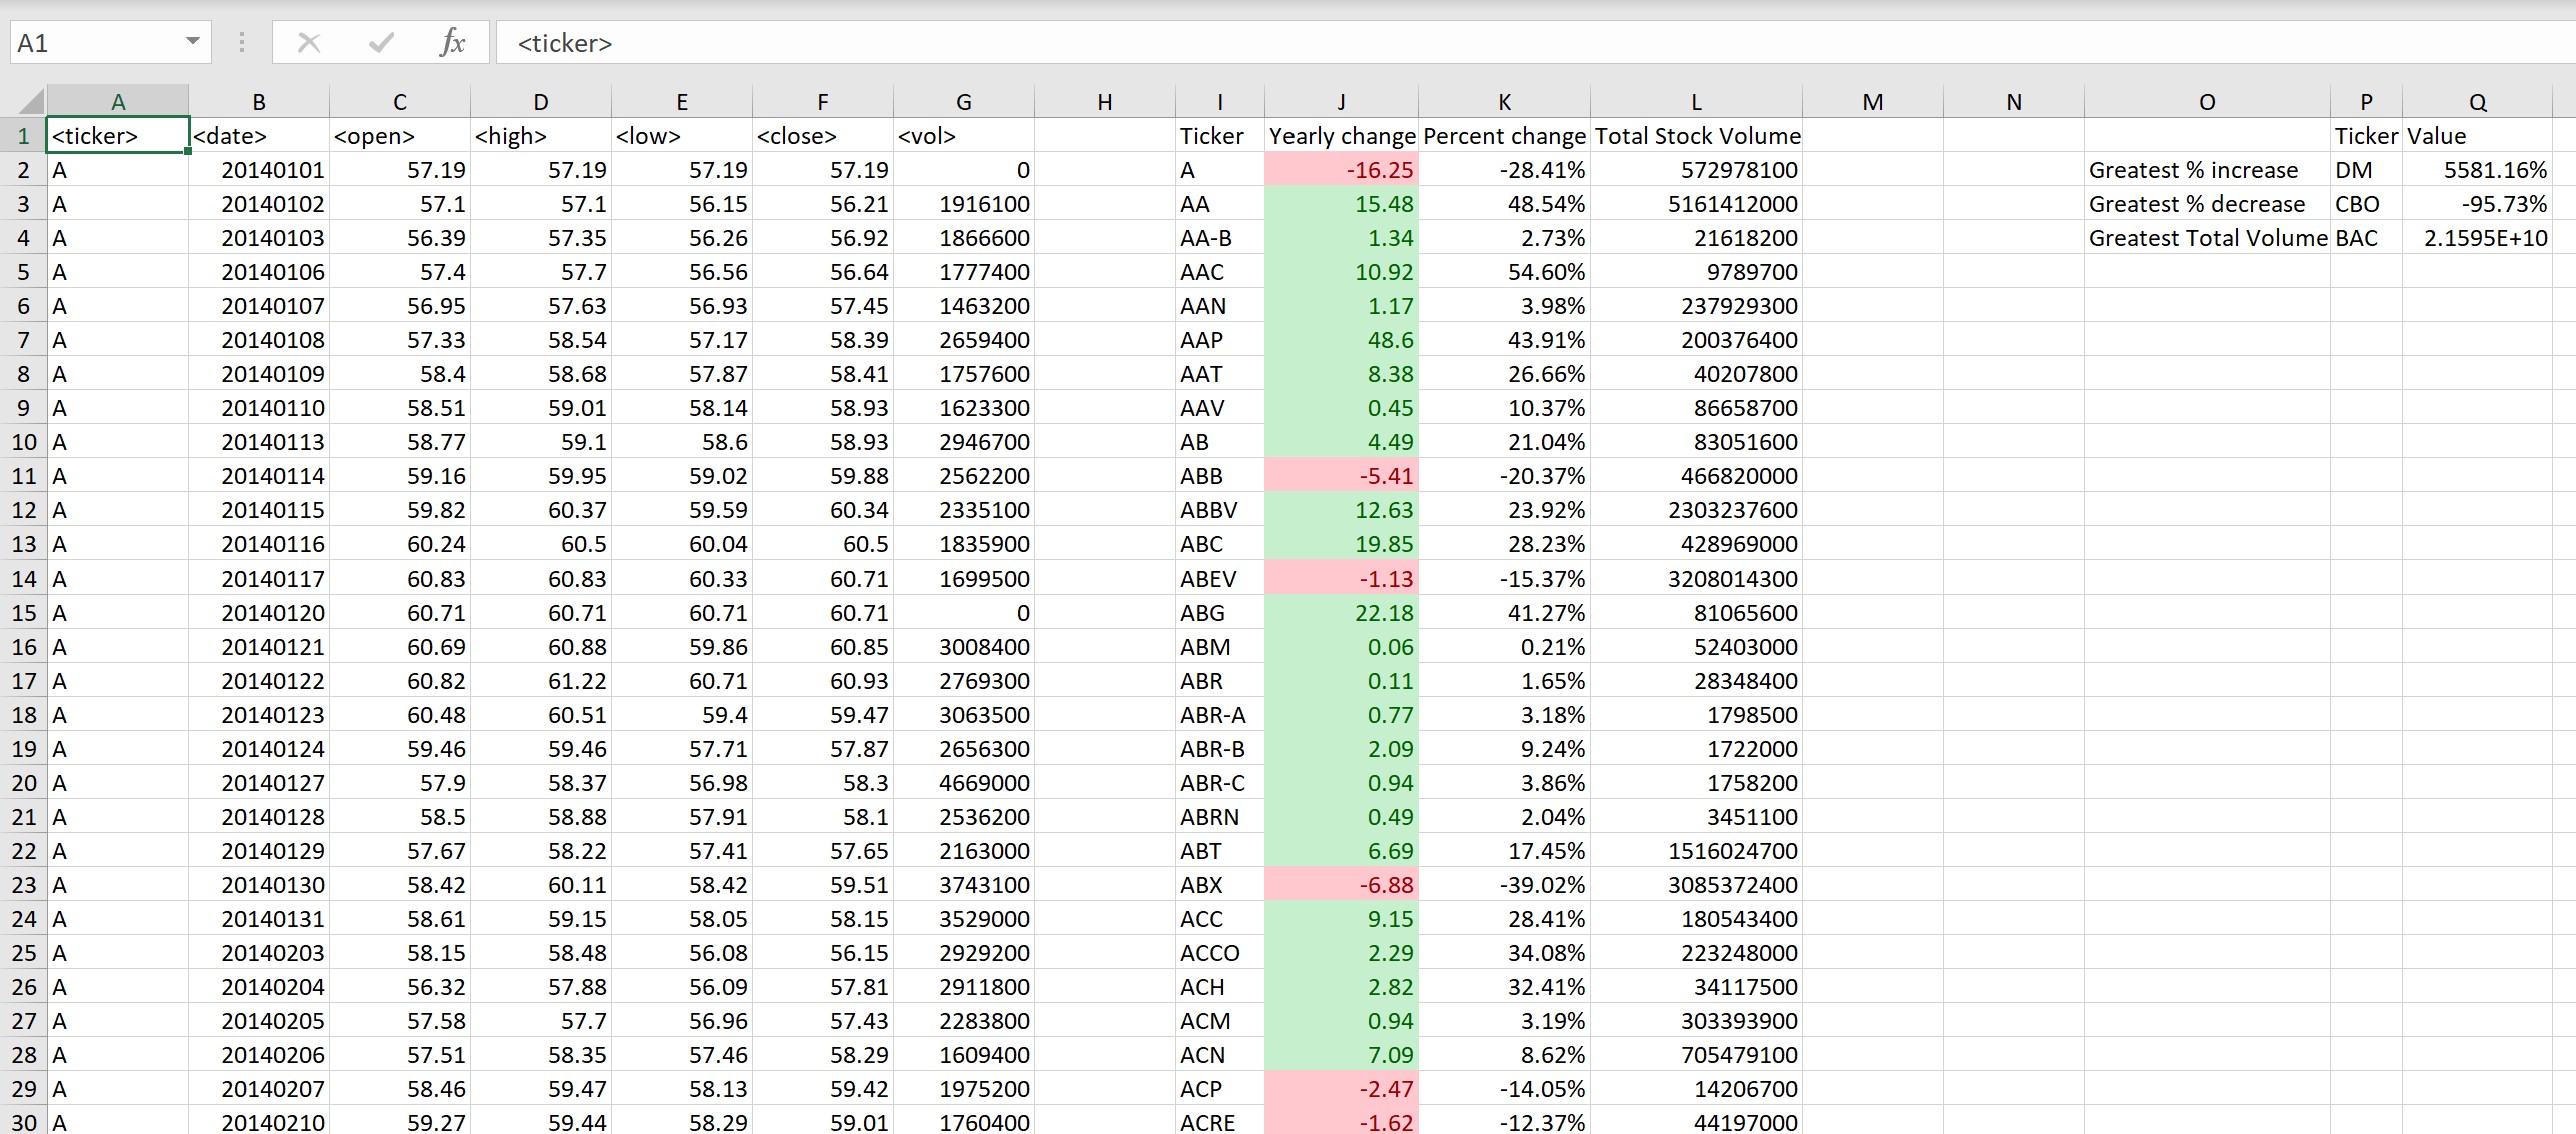 A1 fx <ticker>
A B C D E F G H I J K L M N O P Q
1 <ticker> <date> <open> <high> <low> <close> <vol> Ticker Yearly change Percent change Total Stock Volume Ticker Value
2 A 20140101 57.19 57.19 57.19 57.19 0 A -16.25 -28.41% 572978100 Greatest % increase DM 5581.16%
3 A 20140102 57.1 57.1 56.15 56.21 1916100 AA 15.48 48.54% 5161412000 Greatest % decrease CBO -95.73%
4 A 20140103 56.39 57.35 56.26 56.92 1866600 AA-B 1.34 2.73% 21618200 Greatest Total Volume BAC 2.1595E+10
5 A 20140106 57.4 57.7 56.56 56.64 1777400 AAC 10.92 54.60% 9789700
6 A 20140107 56.95 57.63 56.93 57.45 1463200 AAN 1.17 3.98% 237929300
7 A 20140108 57.33 58.54 57.17 58.39 2659400 AAP 48.6 43.91% 200376400
8 A 20140109 58.4 58.68 57.87 58.41 1757600 AAT 8.38 26.66% 40207800
9 A 20140110 58.51 59.01 58.14 58.93 1623300 AAV 0.45 10.37% 86658700
10 A 20140113 58.77 59.1 58.6 58.93 2946700 AB 4.49 21.04% 83051600
11 A 20140114 59.16 59.95 59.02 59.88 2562200 ABB -5.41 -20.37% 466820000
12 A 20140115 59.82 60.37 59.59 60.34 2335100 ABBV 12.63 23.92% 2303237600
13 A 20140116 60.24 60.5 60.04 60.5 1835900 ABC 19.85 28.23% 428969000
14 A 20140117 60.83 60.83 60.33 60.71 1699500 ABEV -1.13 -15.37% 3208014300
15 A 20140120 60.71 60.71 60.71 60.71 0 ABG 22.18 41.27% 81065600
16 A 20140121 60.69 60.88 59.86 60.85 3008400 ABM 0.06 0.21% 52403000
17 A 20140122 60.82 61.22 60.71 60.93 2769300 ABR 0.11 1.65% 28348400
18 A 20140123 60.48 60.51 59.4 59.47 3063500 ABR-A 0.77 3.18% 1798500
19 A 20140124 59.46 59.46 57.71 57.87 2656300 ABR-B 2.09 9.24% 1722000
20 A 20140127 57.9 58.37 56.98 58.3 4669000 ABR-C 0.94 3.86% 1758200
21 A 20140128 58.5 58.88 57.91 58.1 2536200 ABRN 0.49 2.04% 3451100
22 A 20140129 57.67 58.22 57.41 57.65 2163000 ABT 6.69 17.45% 1516024700
23 A 20140130 58.42 60.11 58.42 59.51 3743100 ABX -6.88 -39.02% 3085372400
24 A 20140131 58.61 59.15 58.05 58.15 3529000 ACC 9.15 28.41% 180543400
25 A 20140203 58.15 58.48 56.08 56.15 2929200 ACCO 2.29 34.08% 223248000
26 A 20140204 56.32 57.88 56.09 57.81 2911800 ACH 2.82 32.41% 34117500
27 A 20140205 57.58 57.7 56.96 57.43 2283800 ACM 0.94 3.19% 303393900
28 A 20140206 57.51 58.35 57.46 58.29 1609400 ACN 7.09 8.62% 705479100
29 A 20140207 58.46 59.47 58.13 59.42 1975200 ACP -2.47 -14.05% 14206700
30 A 20140210 59.27 59.44 58.29 59.01 1760400 ACRE -1.62 -12.37% 44197000